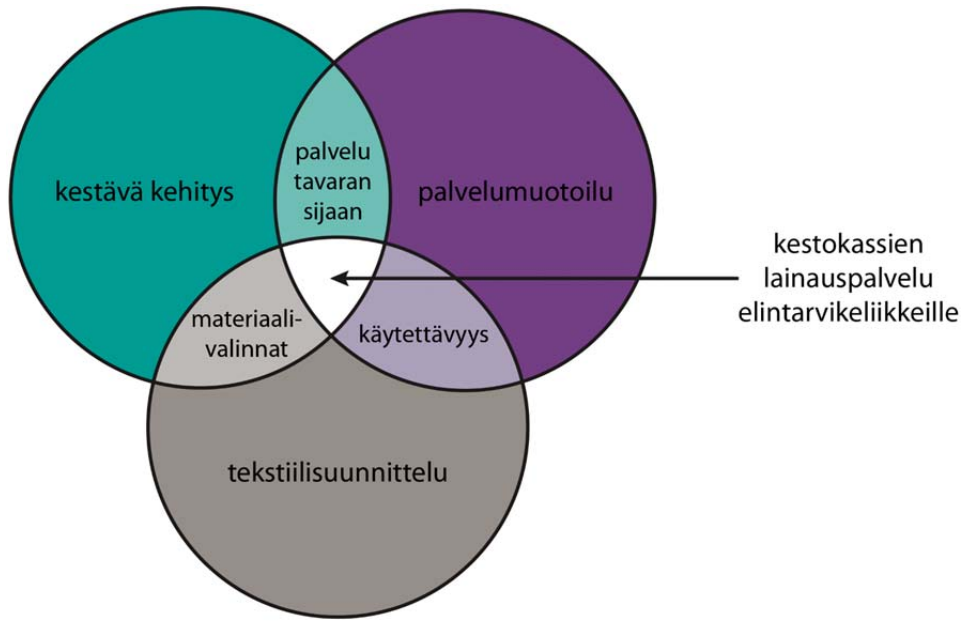 palvelu
tavaran
sijaan
kestävä kehitys
palvelumuotoilu
kestokassien
lainauspalvelu
elintarvikeliikkeille
materiaali-
valinnat
käytettävyys
tekstiilisuunnittelu